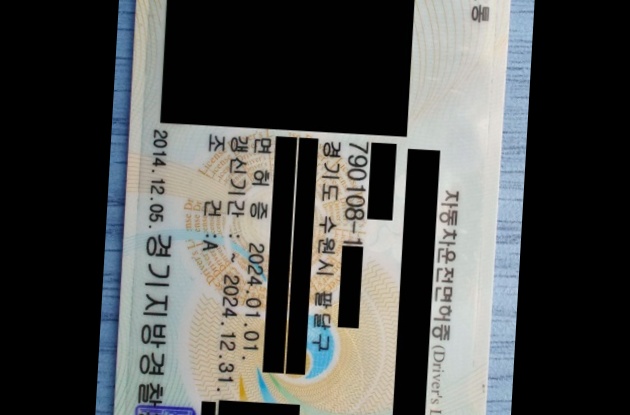 자동차운전면허증 (Driver's
790108-1
경기도 수원시 팔달구
면 허 증 2024.01.01.
갱신기간 : ~ 2024.12.31.
조 건 :A
2014.12.05. 경기지방경찰